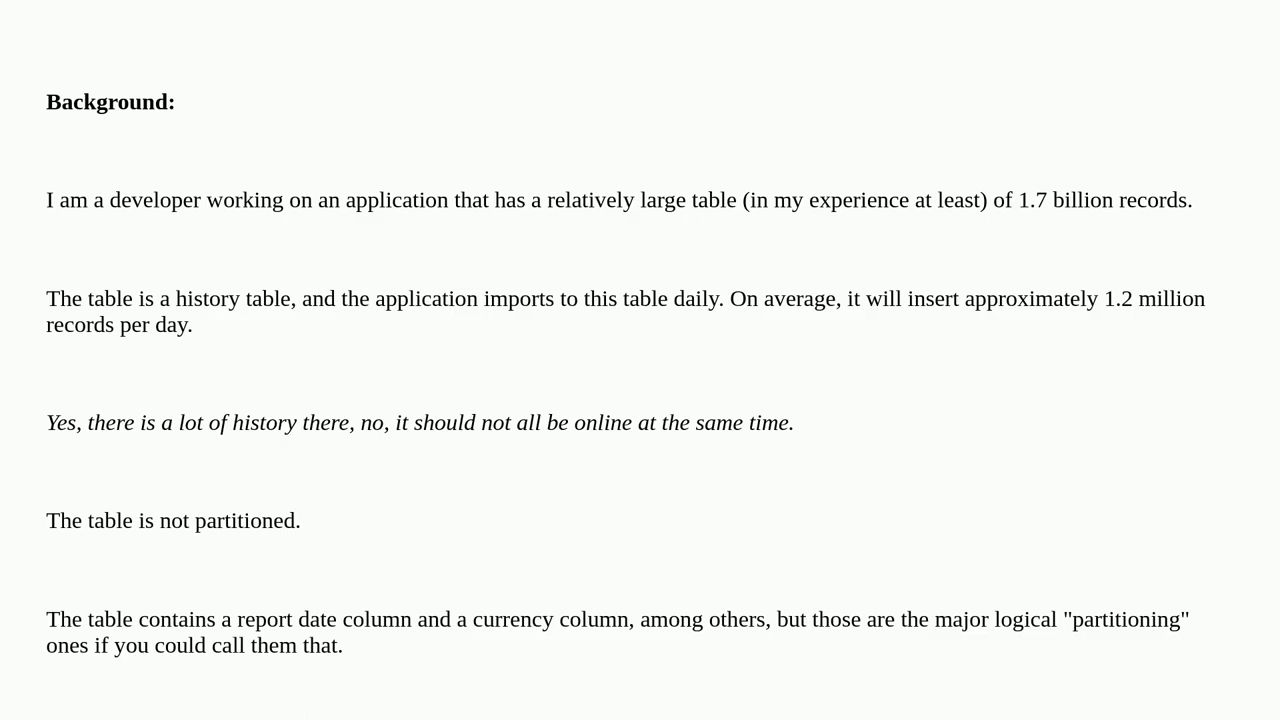 Background:
I am a developer working on an application that has a relatively large table (in my experience at least) of 1.7 billion records.
The table is a history table, and the application imports to this table daily. On average, it will insert approximately 1.2 million
records per day.
Yes, there is a lot of history there, no, it should not all be online at the same time.
The table is not partitioned.
The table contains a report date column and a currency column, among others, but those are the major logical "partitioning"
ones if you could call them that.